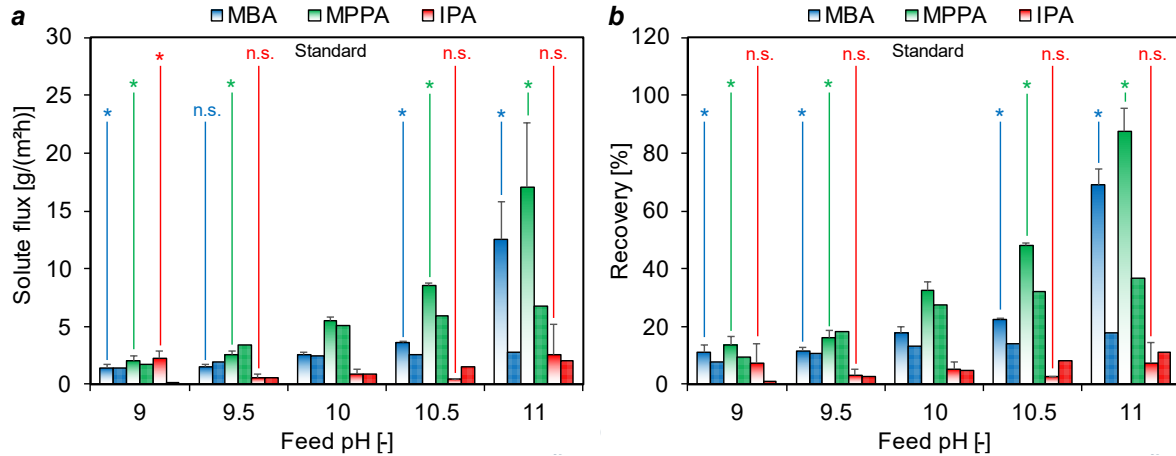 a
MBA MPPA IPA
30
25
20
15
10
5
0
Solute flux [g/(m²h)]
Standard
* * *
n.s. * n.s.
* * n.s.
* * n.s.
9 9.5 10 10.5 11
Feed pH [-]
b
MBA MPPA IPA
120
100
80
60
40
20
0
Recovery [%]
Standard
* * n.s.
* * n.s.
* * n.s.
* * n.s.
9 9.5 10 10.5 11
Feed pH [-]